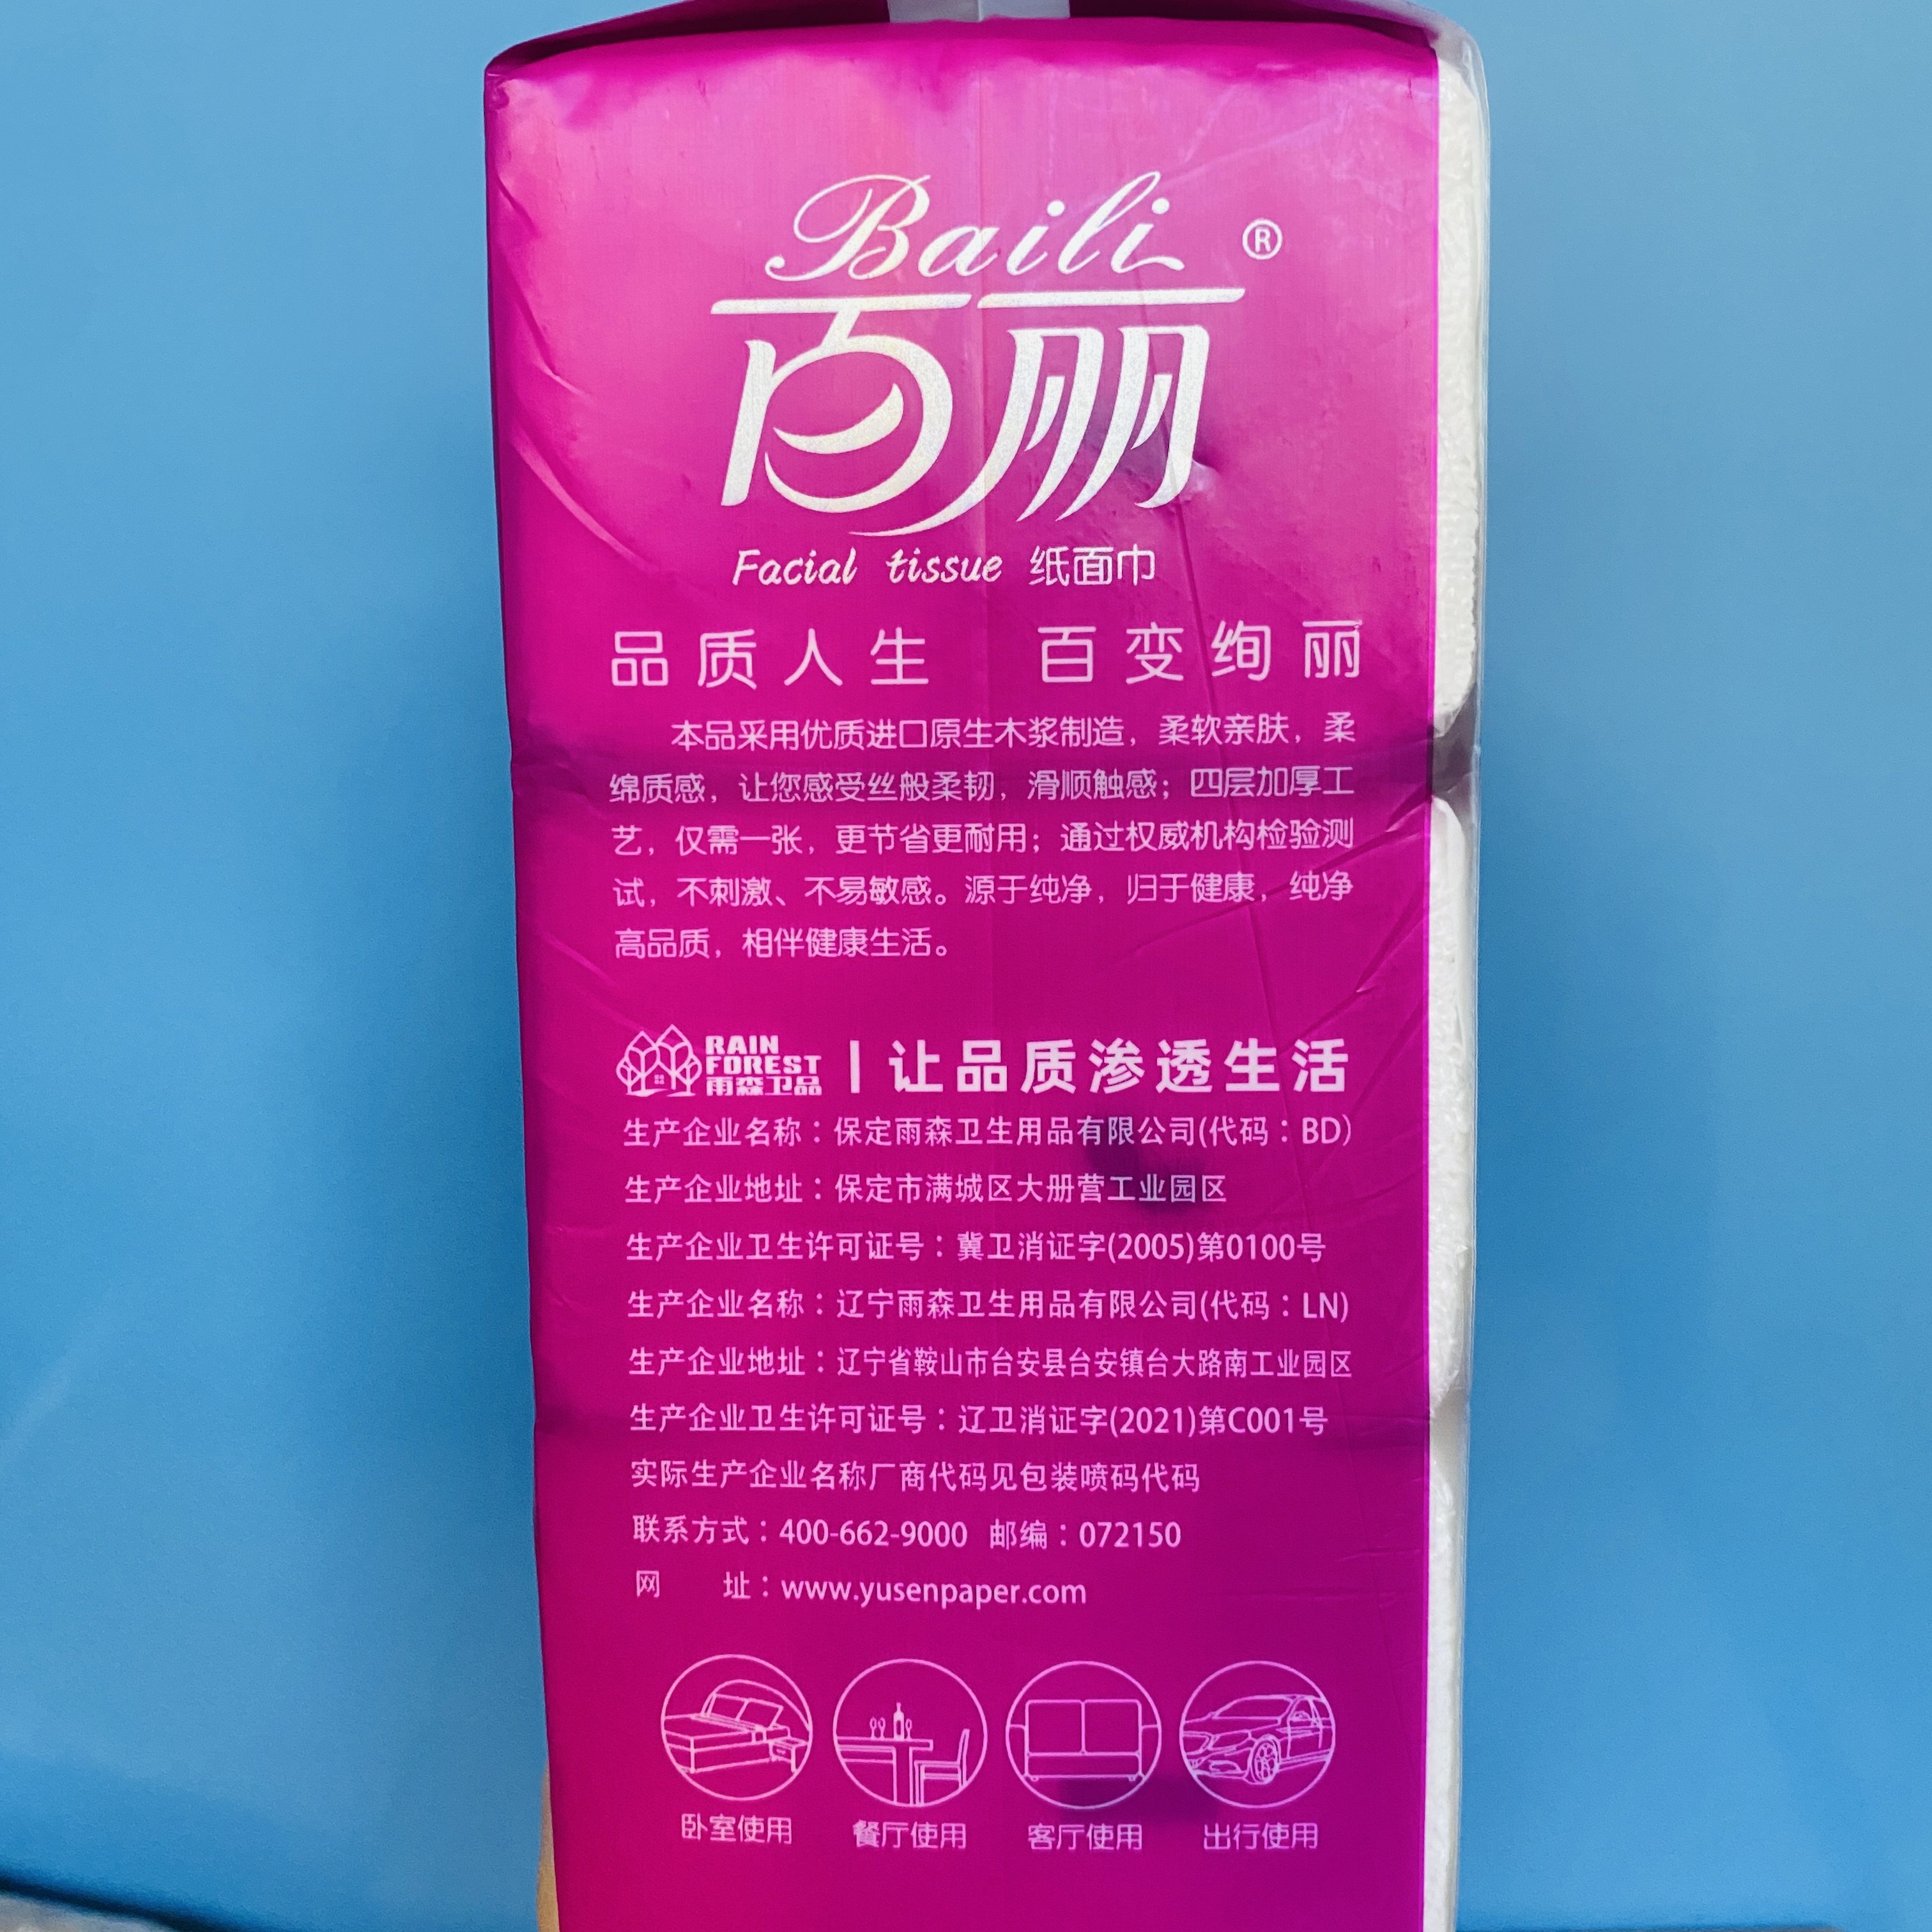 Baili ®
百丽
Facial tissue 纸面巾
品质人生 百变绚丽
本品采用优质进口原生木浆制造，柔软亲肤，柔
绵质感，让您感受丝般柔韧，滑顺触感；四层加厚工
艺，仅需一张，更节省更耐用；通过权威机构检验测
试，不刺激、不易敏感。源于纯净，归于健康，纯净
高品质，相伴健康生活。
RAIN
FOREST
雨森卫品
让品质渗透生活
生产企业名称：保定雨森卫生用品有限公司(代码：BD)
生产企业地址：保定市满城区大册营工业园区
生产企业卫生许可证号：冀卫消证字(2005)第0100号
生产企业名称：辽宁雨森卫生用品有限公司(代码：LN)
生产企业地址：辽宁省鞍山市台安县台安镇台大路南工业园区
生产企业卫生许可证号：辽卫消证字(2021)第C001号
实际生产企业名称厂商代码见包装喷码代码
联系方式：400-662-9000 邮编：072150
网 址：www.yusenpaper.com
卧室使用 餐厅使用 客厅使用 出行使用